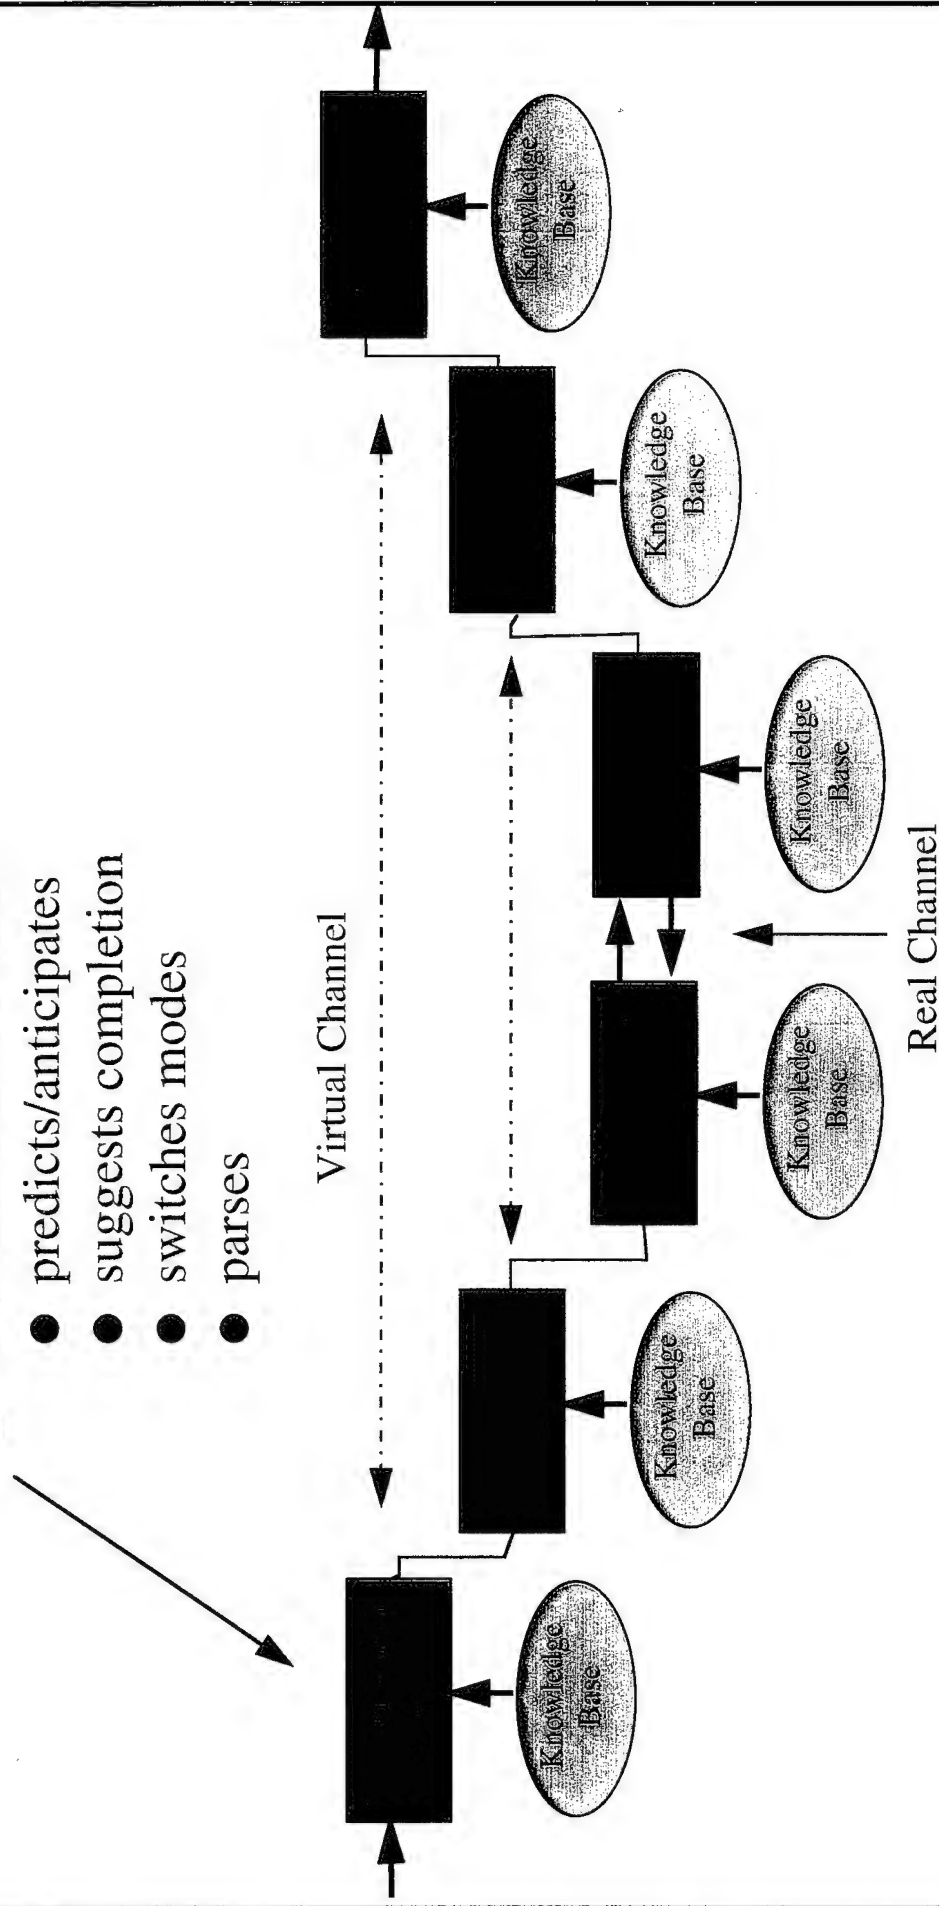 predicts/anticipates
suggests completion
switches modes
parses
Virtual Channel
Knowledge
Base
Knowledge
Base
Knowledge
Base
Knowledge
Base
Knowledge
Base
Knowledge
Base
Real Channel